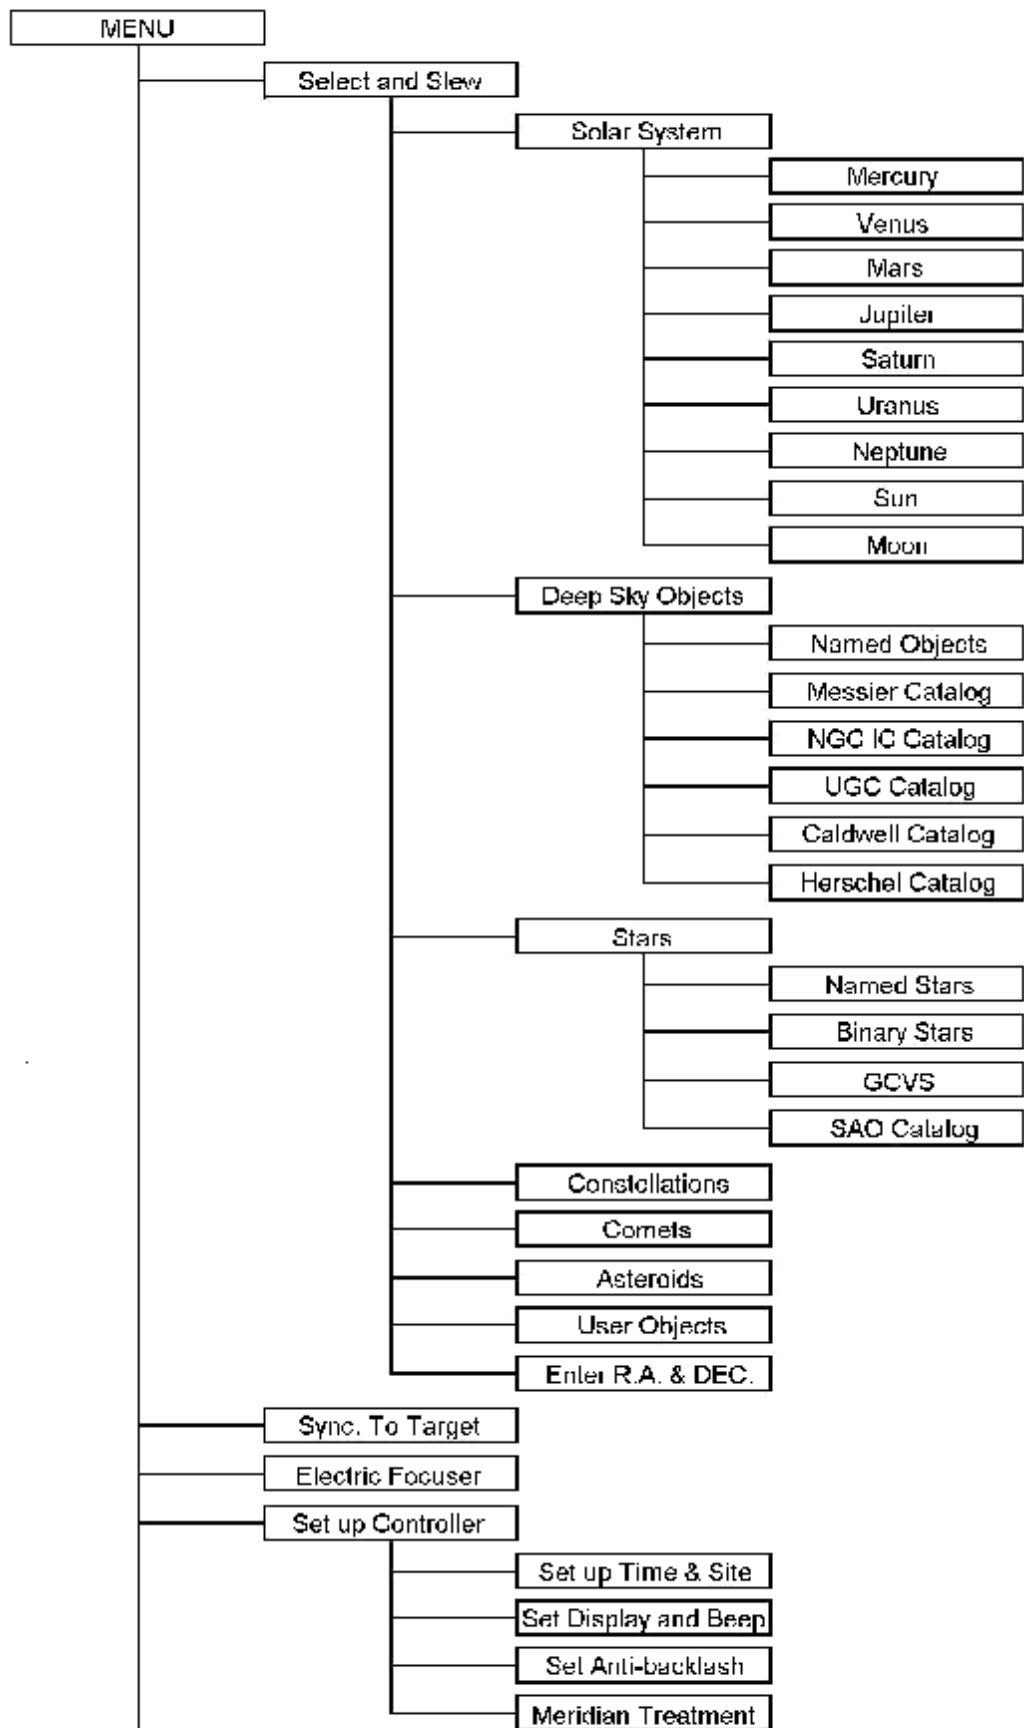 MENU
Select and Slew
Solar System
Mercury
Venus
Mars
Jupiter
Saturn
Uranus
Neptune
Sun
Moon
Deep Sky Objects
Named Objects
Messier Catalog
NGC IC Catalog
UGC Catalog
Caldwell Catalog
Herschel Catalog
Stars
Named Stars
Binary Stars
GCVS
SAO Catalog
Constellations
Comets
Asteroids
User Objects
Enter R.A. & DEC.
Sync. To Target
Electric Focuser
Set up Controller
Set up Time & Site
Set Display and Beep
Set Anti-backlash
Meridian Treatment